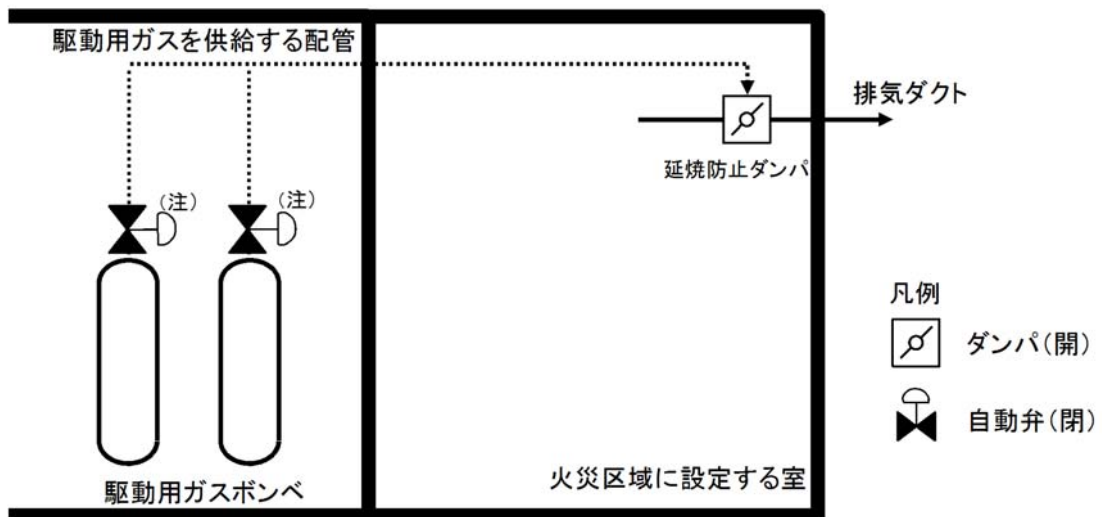 駆動用ガスを供給する配管
排気ダクト
延焼防止ダンパ
(注)
(注)
凡例
ダンパ(開)
自動弁(閉)
駆動用ガスボンベ
火災区域に設定する室